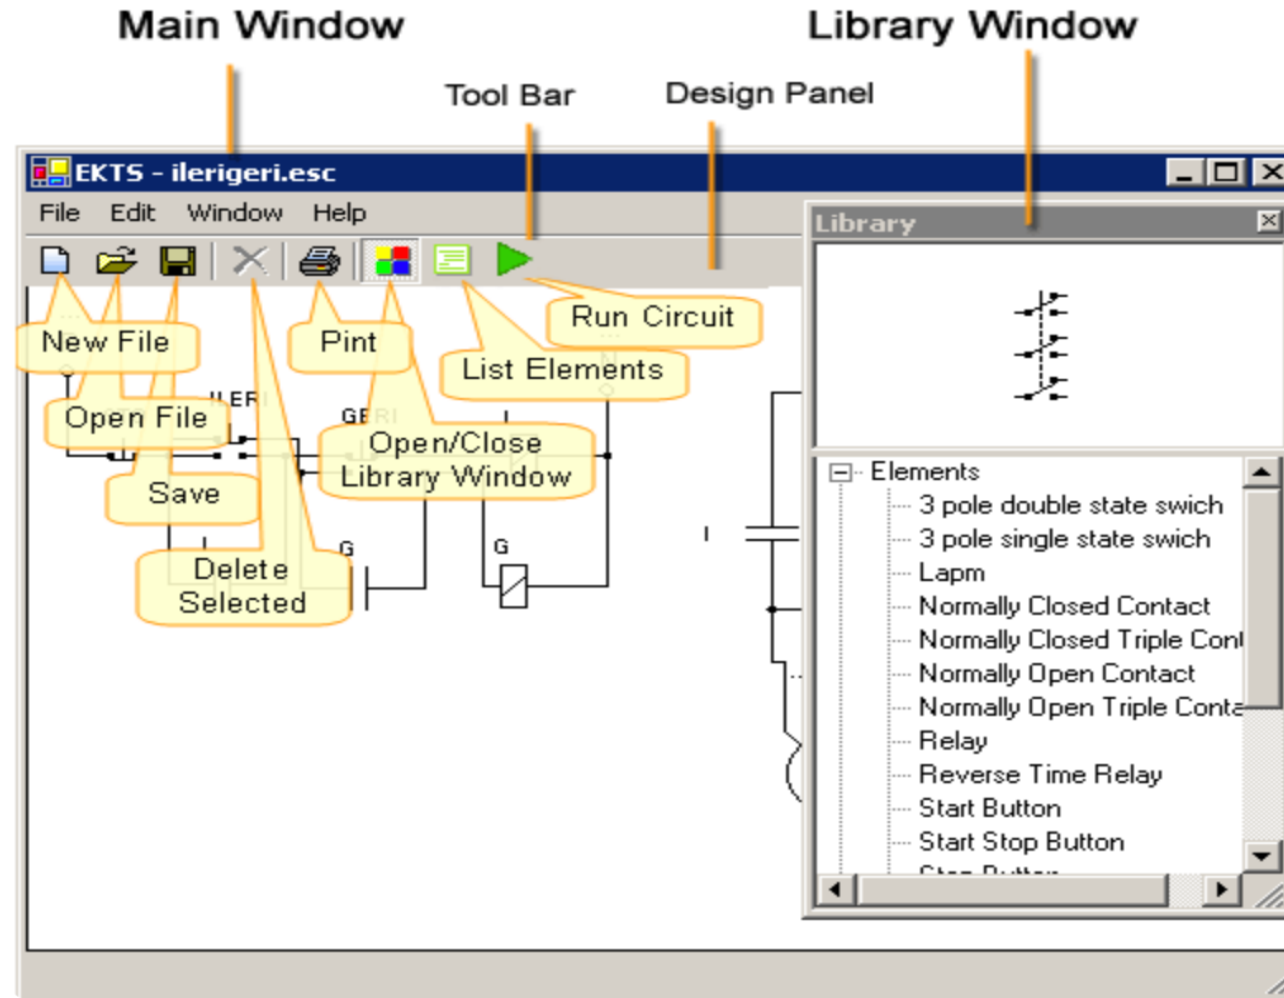 Main Window
Library Window
Tool Bar
Design Panel
EKTS - ilerigeri.esc
File Edit Window Help
Library
New File
Pint
Run Circuit
List Elements
Open File
Open/Close
Library Window
Save
Delete
Selected
G
G
I
Elements
3 pole double state swich
3 pole single state swich
Lapm
Normally Closed Contact
Normally Closed Triple Cont
Normally Open Contact
Normally Open Triple Conta
Relay
Reverse Time Relay
Start Button
Start Stop Button